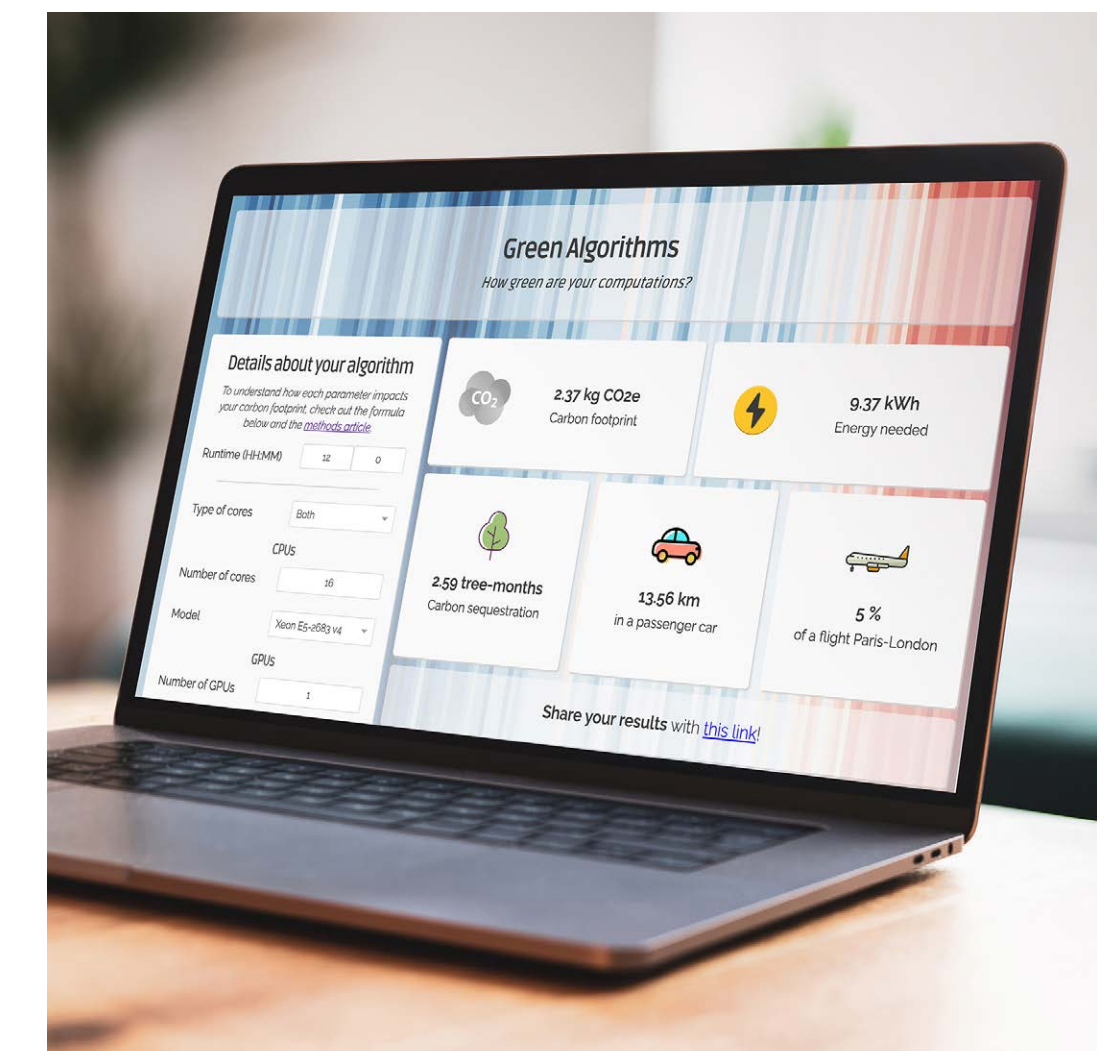 Green Algorithms
How green are your computations?
Details about your algorithm
To understand how each parameter impacts
your carbon footprint, check out the formula
below and the methods article.
Runtime (HH:MM)
12
0
Type of cores
Both
CPUs
Number of cores
16
Model
Xeon E5-2683 v4
GPUs
Number of GPUs
1
CO2
2.37 kg CO2e
Carbon footprint
9.37 kWh
Energy needed
2.59 tree-months
Carbon sequestration
13.56 km
in a passenger car
5 %
of a flight Paris-London
Share your results with this link!